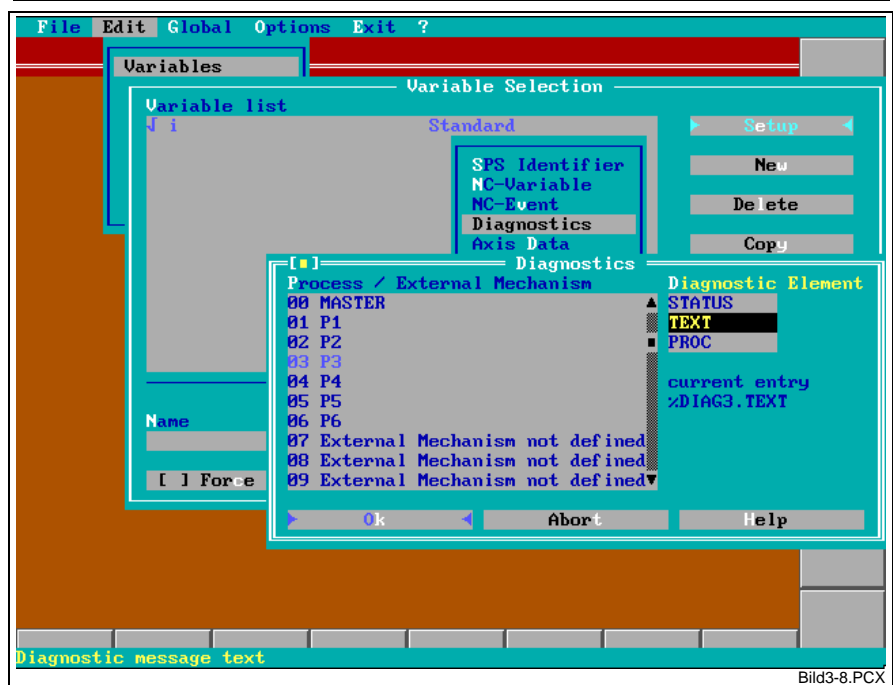 File Edit Global Options Exit ?
Variables
Variable Selection
Variable list
√ i Standard
Setup
SPS Identifier
NC-Variable
NC-Event
Diagnostics
Axis Data
New
Delete
Copy
[■] Diagnostics
Process / External Mechanism
00 MASTER
01 P1
02 P2
03 P3
04 P4
05 P5
06 P6
07 External Mechanism not defined
08 External Mechanism not defined
09 External Mechanism not defined
Diagnostic Element
STATUS
TEXT
PROC
current entry
%DIAG3.TEXT
Name
[ ] Force
Ok Abort Help
Diagnostic message text
Bild3-8.PCX